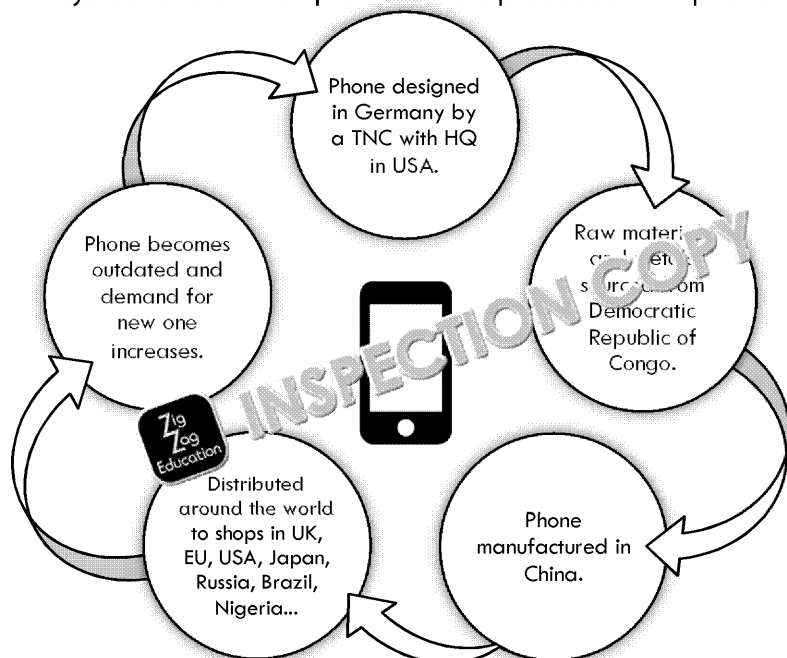 Phone designed
in Germany by
a TNC with HQ
in USA.
Raw
sourced from
Democratic
Republic of
Congo.
Phone
manufactured in
China.
Distributed
around the world
to shops in UK,
EU, USA, Japan,
Russia, Brazil,
Nigeria...
Phone becomes
outdated and
demand for
new one
increases.
INSPECTION COPY
Zig
Zag
Education